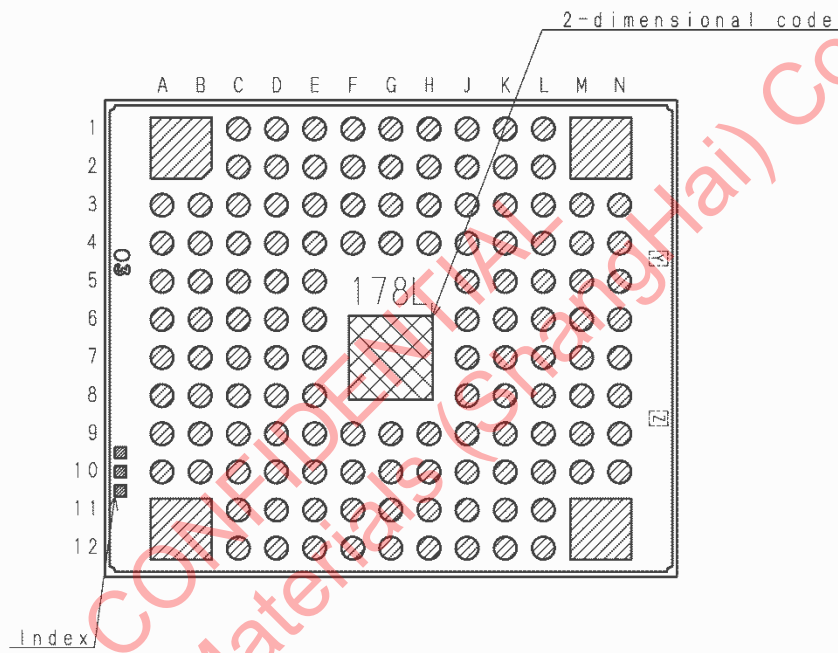 2-dimensional code
A B C D E F G H J K L M N
1
2
3
4
03
Y
5
178L
6
7
8
Z
9
10
11
12
Index
CONFIDENTIAL
Materials (ShangHai) Co